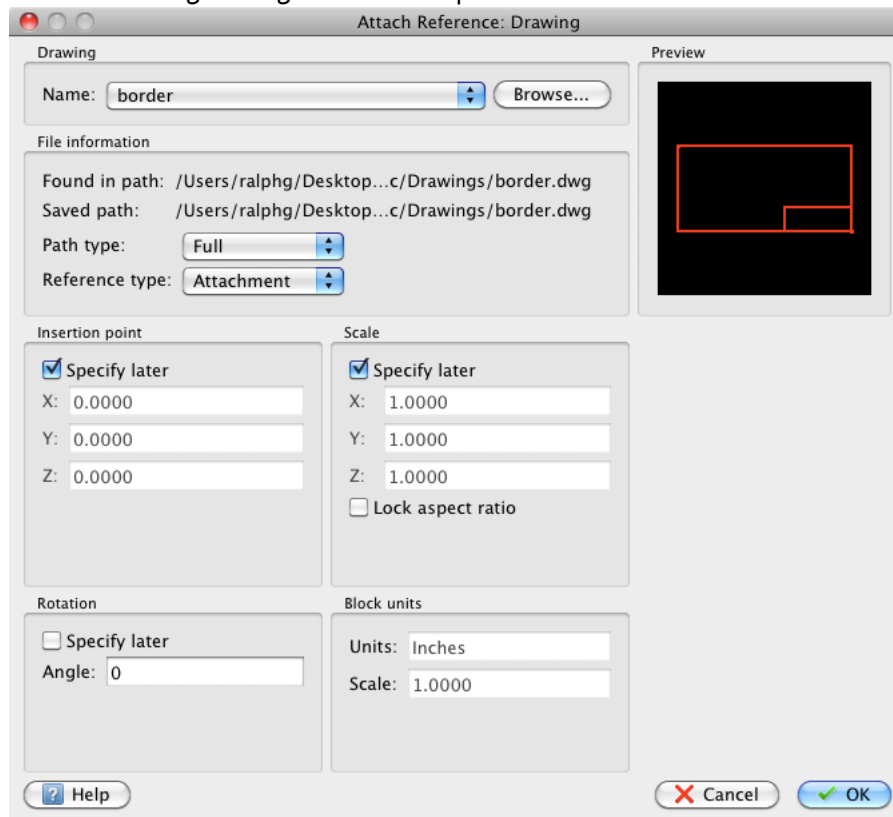 Attach Reference: Drawing
Drawing
Name: border Browse...
Preview
File information
Found in path: /Users/ralphg/Desktop...c/Drawings/border.dwg
Saved path: /Users/ralphg/Desktop...c/Drawings/border.dwg
Path type: Full
Reference type: Attachment
Insertion point
Specify later
X: 0.0000
Y: 0.0000
Z: 0.0000
Scale
Specify later
X: 1.0000
Y: 1.0000
Z: 1.0000
Lock aspect ratio
Rotation
Specify later
Angle: 0
Block units
Units: Inches
Scale: 1.0000
? Help
Cancel
OK